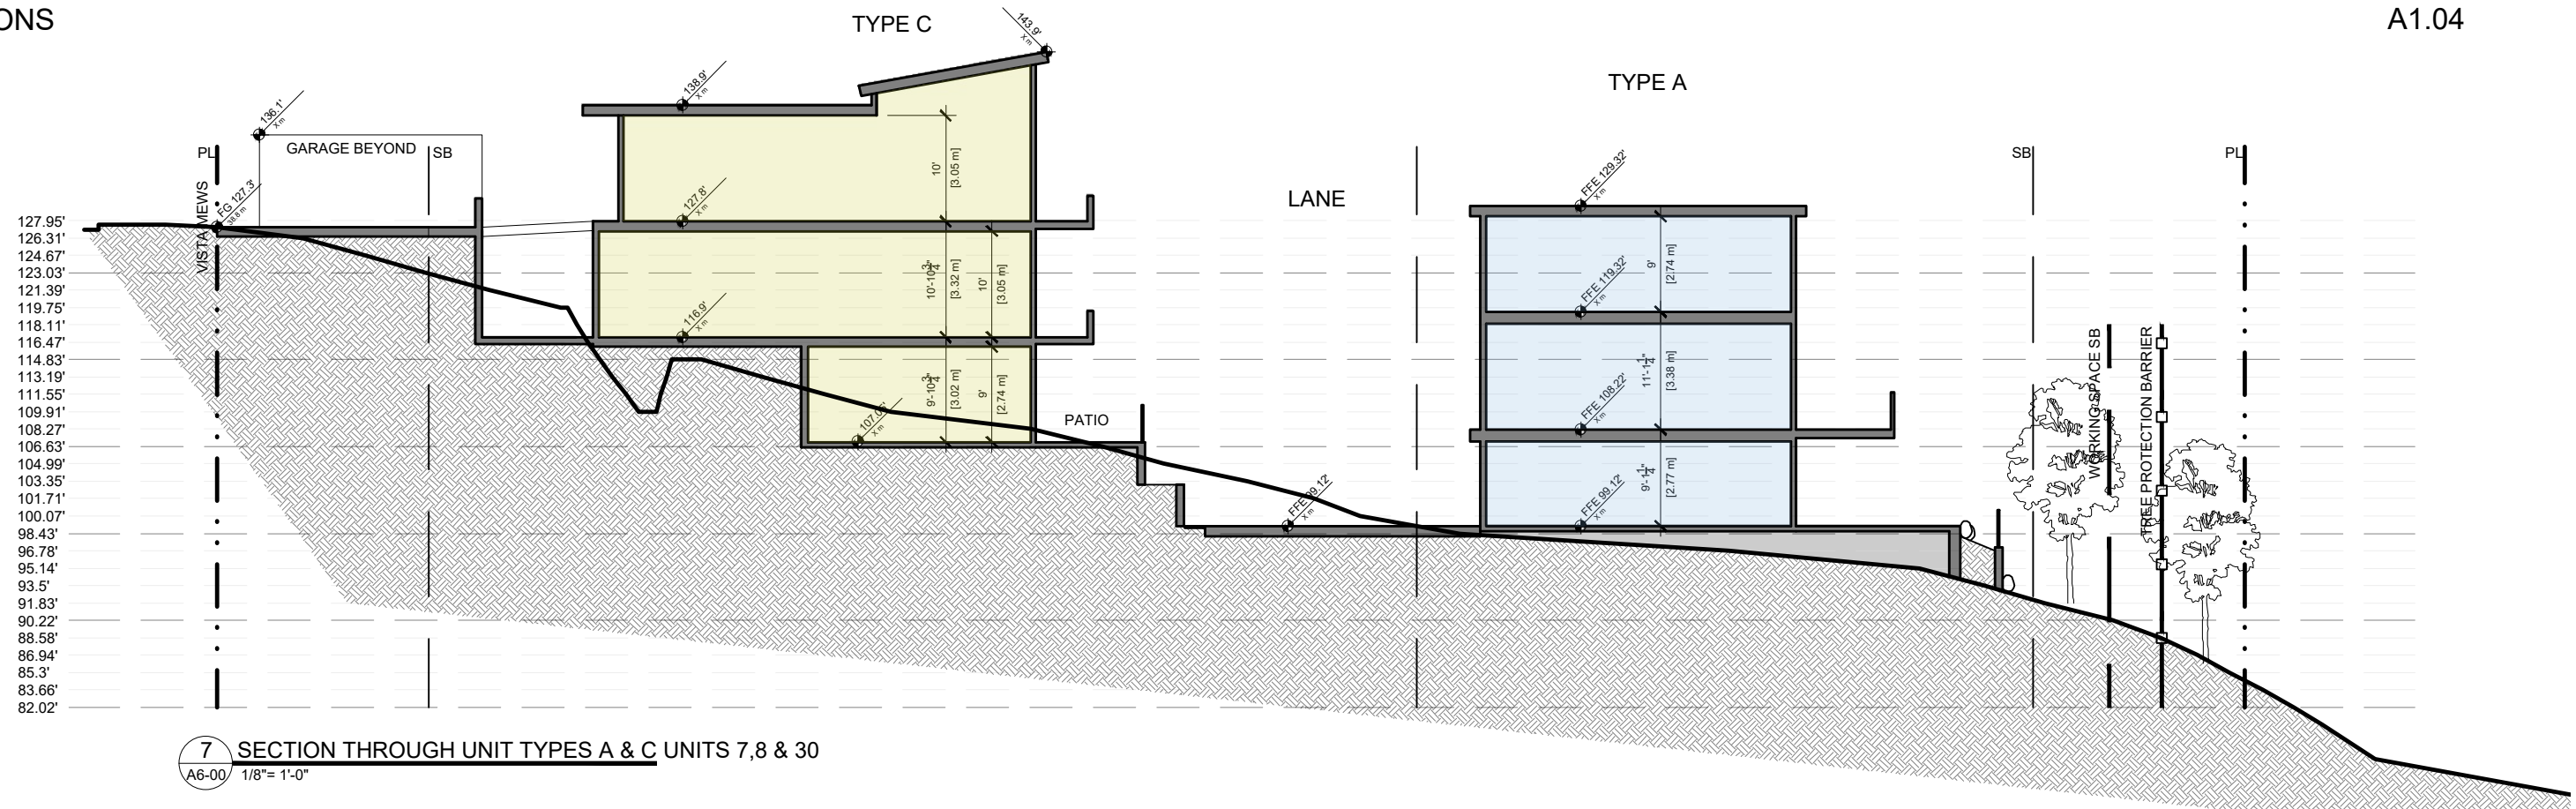 ONS
A1.04
TYPE C
TYPE A
143.9'
X m
138.9'
X m
136.1'
X m
GARAGE BEYOND
PL
SB
VISTA MEWS
FG 127.3'
38.8 m
127.8'
X m
116.9'
X m
10'
[3.05 m]
10'-10 3/4"
[3.32 m]
10'
[3.05 m]
9'-10 3/4"
[3.02 m]
9'
[2.74 m]
X m
PATIO
LANE
FFE 99.12'
X m
FFE 129.32'
X m
FFE 119.32'
X m
FFE 108.22'
X m
FFE 99.12'
X m
9'
[2.74 m]
11'-1 1/4"
[3.38 m]
9'-1 1/4"
[2.77 m]
SB
PL
WORKING SPACE SB
TREE PROTECTION BARRIER
127.95'
126.31'
124.67'
123.03'
121.39'
119.75'
118.11'
116.47'
114.83'
113.19'
111.55'
109.91'
108.27'
106.63'
104.99'
103.35'
101.71'
100.07'
98.43'
96.78'
95.14'
93.5'
91.83'
90.22'
88.58'
86.94'
85.3'
83.66'
82.02'
7
A6-00
SECTION THROUGH UNIT TYPES A & C UNITS 7,8 & 30
1/8"= 1'-0"